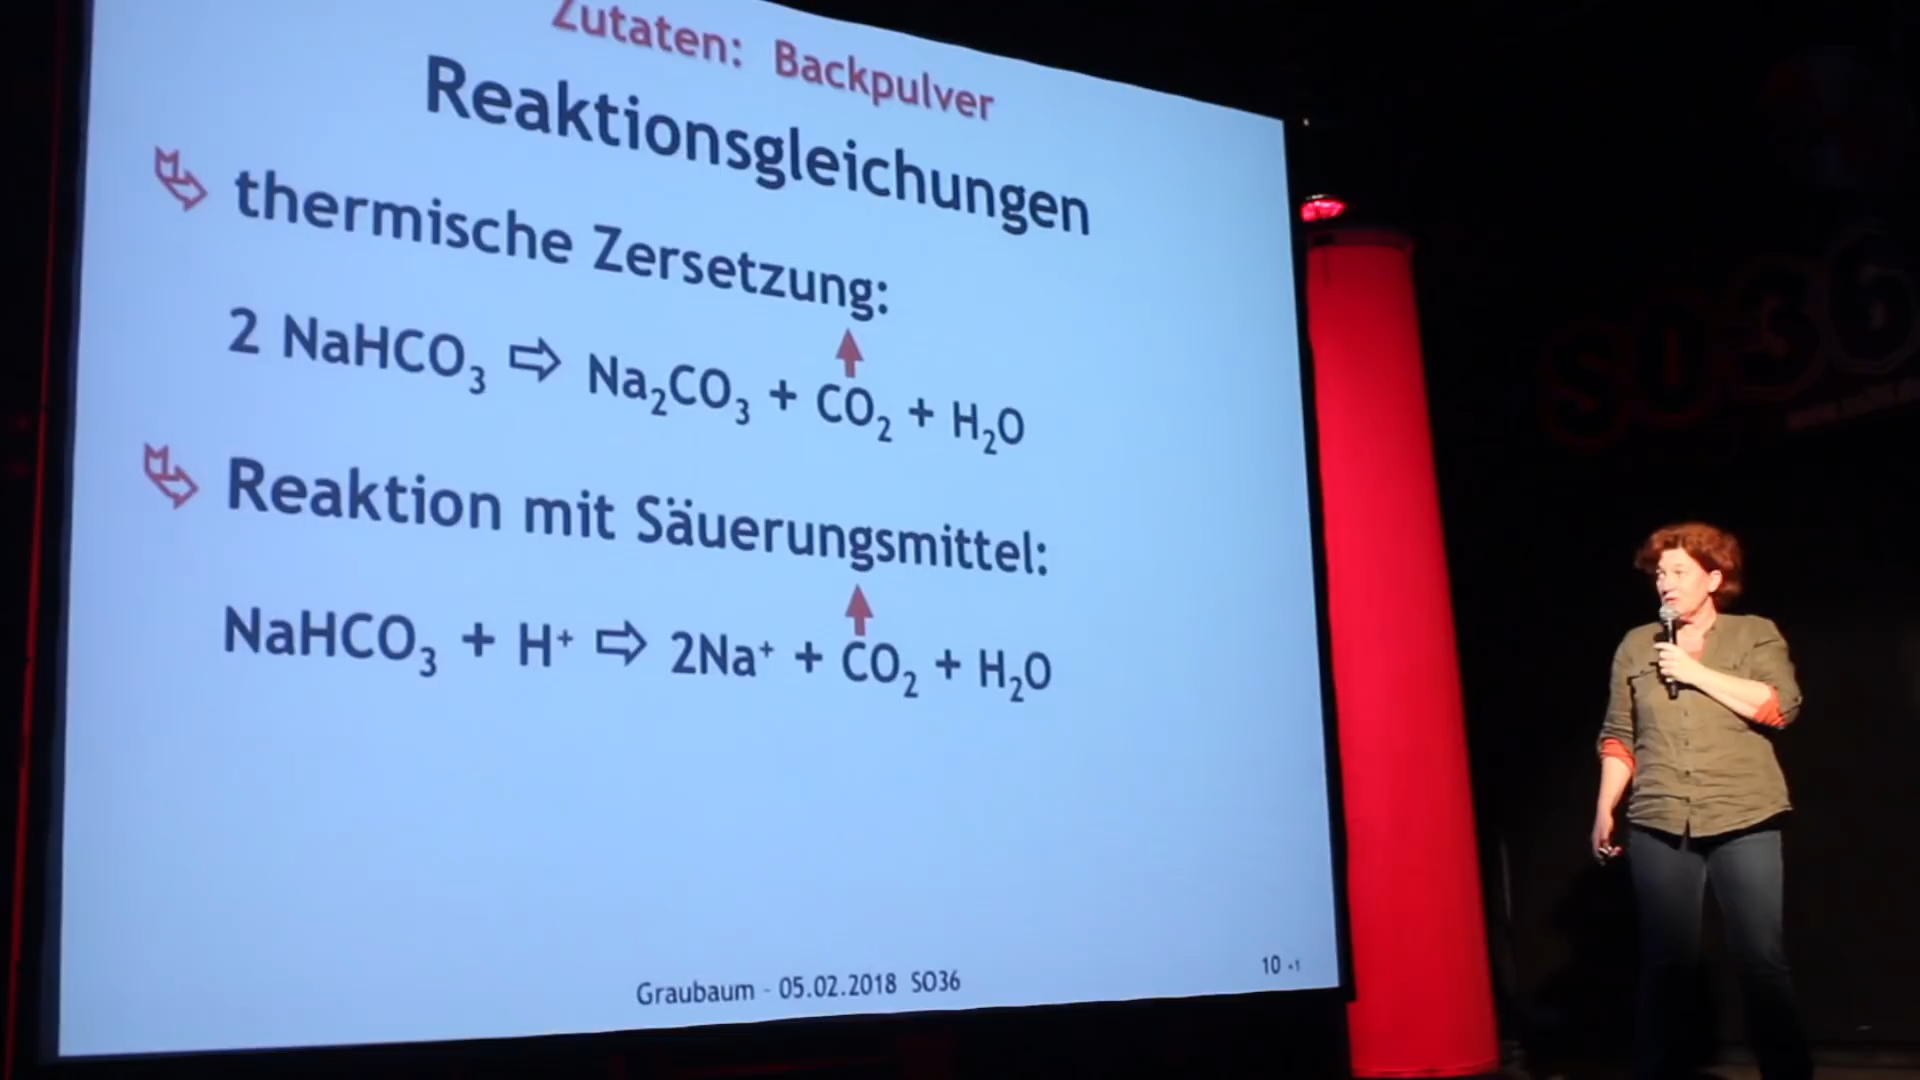 Zutaten: Backpulver
Reaktionsgleichungen
thermische Zersetzung:
2 NaHCO₃ ⇨ Na₂CO₃ + CO₂ + H₂O
Reaktion mit Säuerungsmittel:
NaHCO₃ + H⁺ ⇨ 2Na⁺ + CO₂ + H₂O
Graubaum - 05.02.2018 SO36
10
SO36